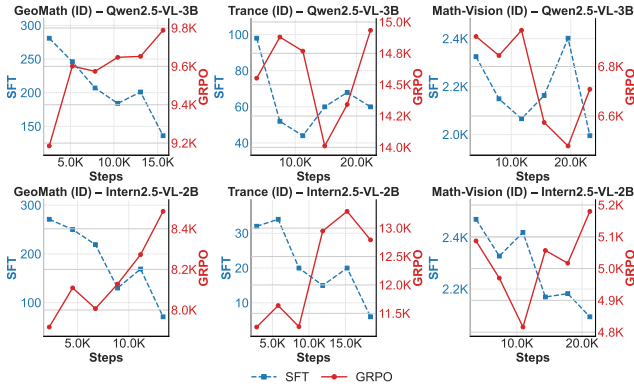 GeoMath (ID) – Qwen2.5-VL-3B
Trance (ID) – Qwen2.5-VL-3B
Math-Vision (ID) – Qwen2.5-VL-3B
300
250
200
150
SFT
9.8K
9.6K
9.4K
9.2K
GRPO
5.0K 10.0K 15.0K
Steps
100
80
60
40
SFT
15.0K
14.8K
14.5K
14.2K
14.0K
GRPO
10.0K 20.0K
Steps
2.4K
2.2K
2.0K
SFT
6.8K
6.6K
GRPO
10.0K 20.0K
Steps
GeoMath (ID) – Intern2.5-VL-2B
Trance (ID) – Intern2.5-VL-2B
Math-Vision (ID) – Intern2.5-VL-2B
300
200
100
SFT
8.4K
8.2K
8.0K
GRPO
5.0K 10.0K
Steps
30
20
10
SFT
13.0K
12.5K
12.0K
11.5K
GRPO
5.0K 10.0K 15.0K
Steps
2.4K
2.2K
SFT
5.2K
5.1K
5.0K
4.9K
4.8K
GRPO
10.0K 20.0K
Steps
SFT GRPO